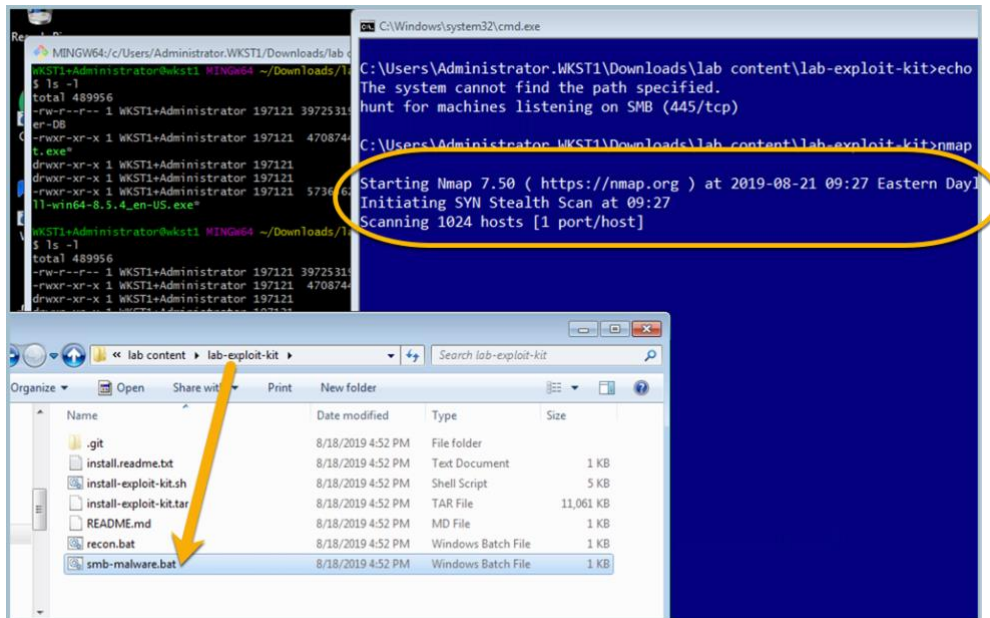 C:\Windows\system32\cmd.exe
MINGW64:/c/Users/Administrator.WKST1/Downloads/lab
WKST1+Administrator@wkst1 MINGW64 ~/Downloads/
$ ls -l
total 489956
-rw-r--r-- 1 WKST1+Administrator 197121 3972531
er-DB
-rwxr-xr-x 1 WKST1+Administrator 197121 470874
t.exe*
drwxr-xr-x 1 WKST1+Administrator 197121
drwxr-xr-x 1 WKST1+Administrator 197121
-rwxr-xr-x 1 WKST1+Administrator 197121
ll-win64-8.5.4_en-US.exe*
WKST1+Administrator@wkst1 MINGW64 ~/Downloads/
$ ls -l
total 489956
-rw-r--r-- 1 WKST1+Administrator 197121 3972531
-rwxr-xr-x 1 WKST1+Administrator 197121 470874
drwxr-xr-x 1 WKST1+Administrator 197121
C:\Users\Administrator.WKST1\Downloads\lab content\lab-exploit-kit>echo
The system cannot find the path specified.
hunt for machines listening on SMB (445/tcp)
C:\Users\Administrator.WKST1\Downloads\lab content\lab-exploit-kit>nmap
Starting Nmap 7.50 ( https://nmap.org ) at 2019-08-21 09:27 Eastern
Initiating SYN Stealth Scan at 09:27
Scanning 1024 hosts [1 port/host]
« lab content lab-exploit-kit Search lab-exploit-kit
Organize Open Share with Print New folder
Name Date modified Type Size
.git 8/18/2019 4:52 PM File folder
install.readme.txt 8/18/2019 4:52 PM Text Document 1 KB
install-exploit-kit.sh 8/18/2019 4:52 PM Shell Script 5 KB
install-exploit-kit.tar 8/18/2019 4:52 PM TAR File 11,061 KB
README.md 8/18/2019 4:52 PM MD File 1 KB
recon.bat 8/18/2019 4:52 PM Windows Batch File 1 KB
smb-malware.bat 8/18/2019 4:52 PM Windows Batch File 1 KB